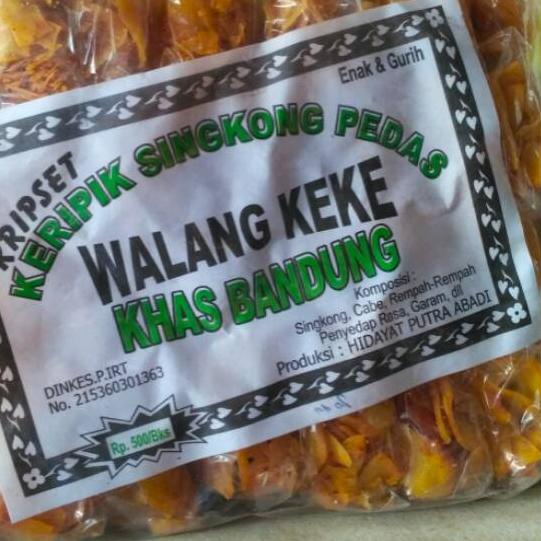 Enak & Gurih
KRIPSET
KERIPIK SINGKONG PEDAS
WALANG KEKE
KHAS BANDUNG
Komposisi :
Singkong, Cabe, Rempah-Rempah
Penyedap Rasa, Garam, dll
Produksi : HIDAYAT PUTRA ABADI
DINKES.P.IRT
No. 215360301363
Rp. 500/Bks